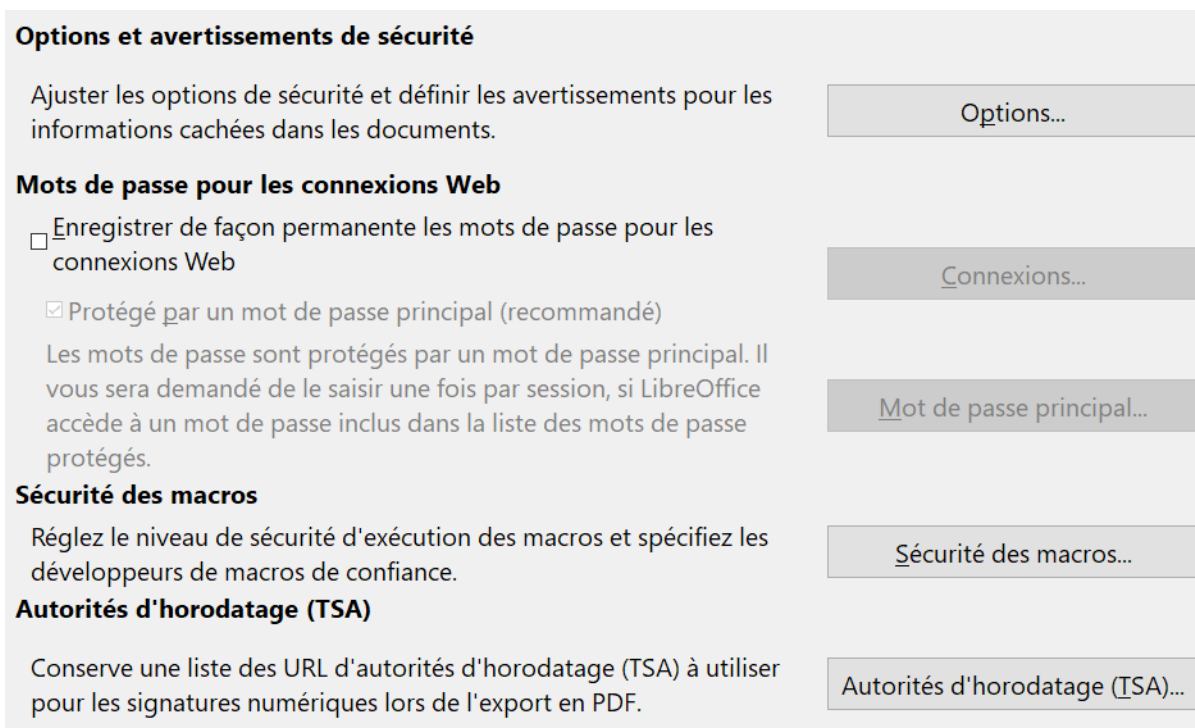 Options et avertissements de sécurité
Ajuster les options de sécurité et définir les avertissements pour les
informations cachées dans les documents.
Options...
Mots de passe pour les connexions Web
Enregistrer de façon permanente les mots de passe pour les
connexions Web
Connexions...
Protégé par un mot de passe principal (recommandé)
Les mots de passe sont protégés par un mot de passe principal. Il
vous sera demandé de le saisir une fois par session, si LibreOffice
accède à un mot de passe inclus dans la liste des mots de passe
protégés.
Mot de passe principal...
Sécurité des macros
Réglez le niveau de sécurité d'exécution des macros et spécifiez les
développeurs de macros de confiance.
Sécurité des macros...
Autorités d'horodatage (TSA)
Conserve une liste des URL d'autorités d'horodatage (TSA) à utiliser
pour les signatures numériques lors de l'export en PDF.
Autorités d'horodatage (TSA)...